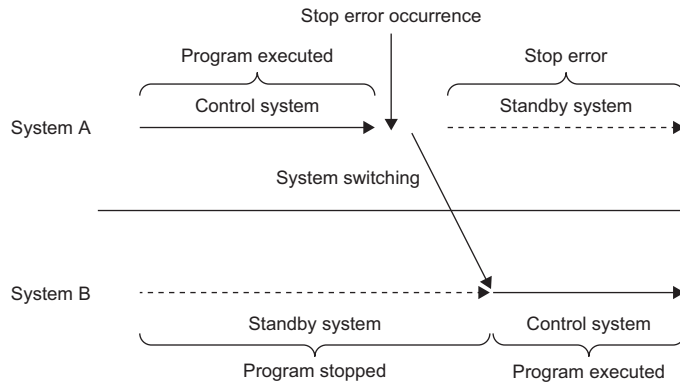 Stop error occurrence
Program executed
Stop error
Control system
Standby system
System A
System switching
System B
Standby system
Control system
Program stopped
Program executed